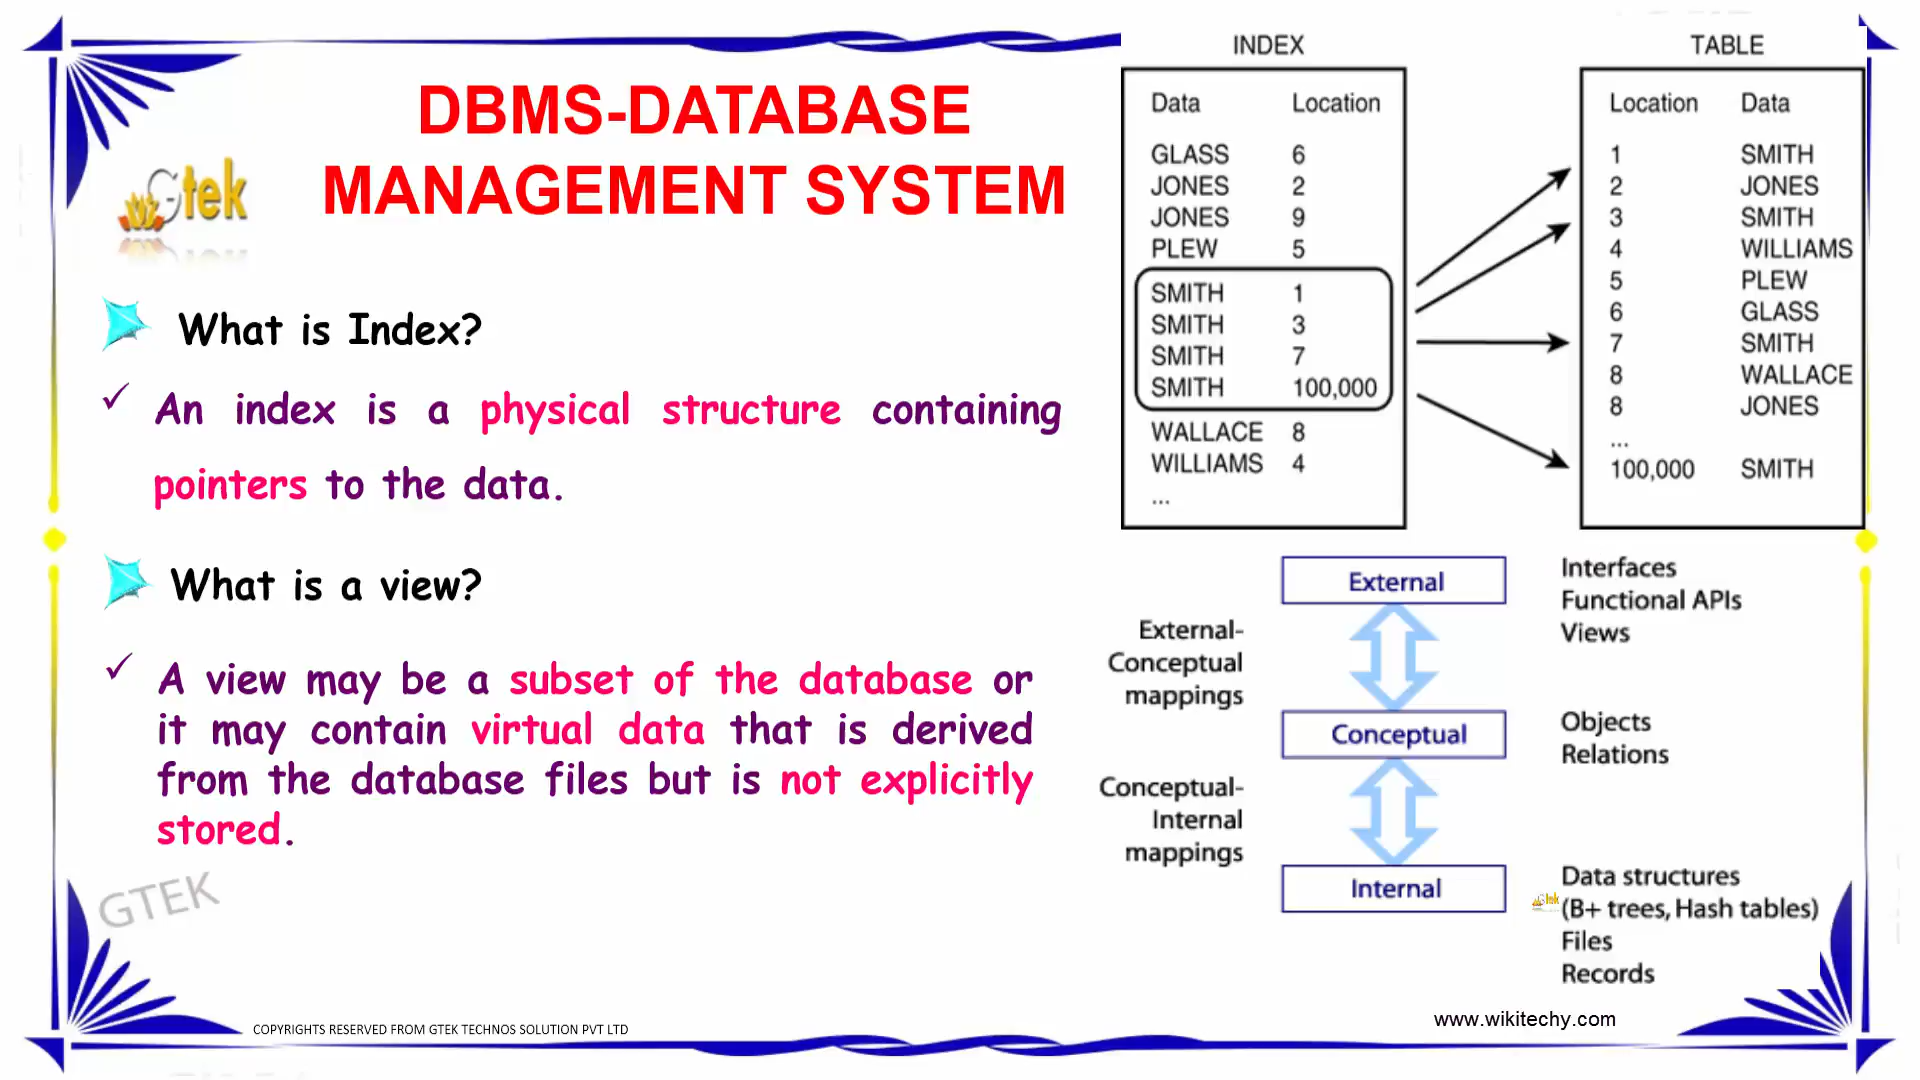 DBMS-DATABASE
MANAGEMENT SYSTEM
Gtek
What is Index?
An index is a physical structure containing
pointers to the data.
What is a view?
A view may be a subset of the database or
it may contain virtual data that is derived
from the database files but is not explicitly
stored.
GTEK
COPYRIGHTS RESERVED FROM GTEK TECHNOS SOLUTION PVT LTD
INDEX
Data Location
GLASS 6
JONES 2
JONES 9
PLEW 5
SMITH 1
SMITH 3
SMITH 7
SMITH 100,000
WALLACE 8
WILLIAMS 4
...
TABLE
Location Data
1 SMITH
2 JONES
3 SMITH
4 WILLIAMS
5 PLEW
6 GLASS
7 SMITH
8 WALLACE
8 JONES
...
100,000 SMITH
External
Interfaces
Functional APIs
Views
External-
Conceptual
mappings
Conceptual
Objects
Relations
Conceptual-
Internal
mappings
Internal
Data structures
(B+ trees, Hash tables)
Files
Records
Gtek
www.wikitechy.com